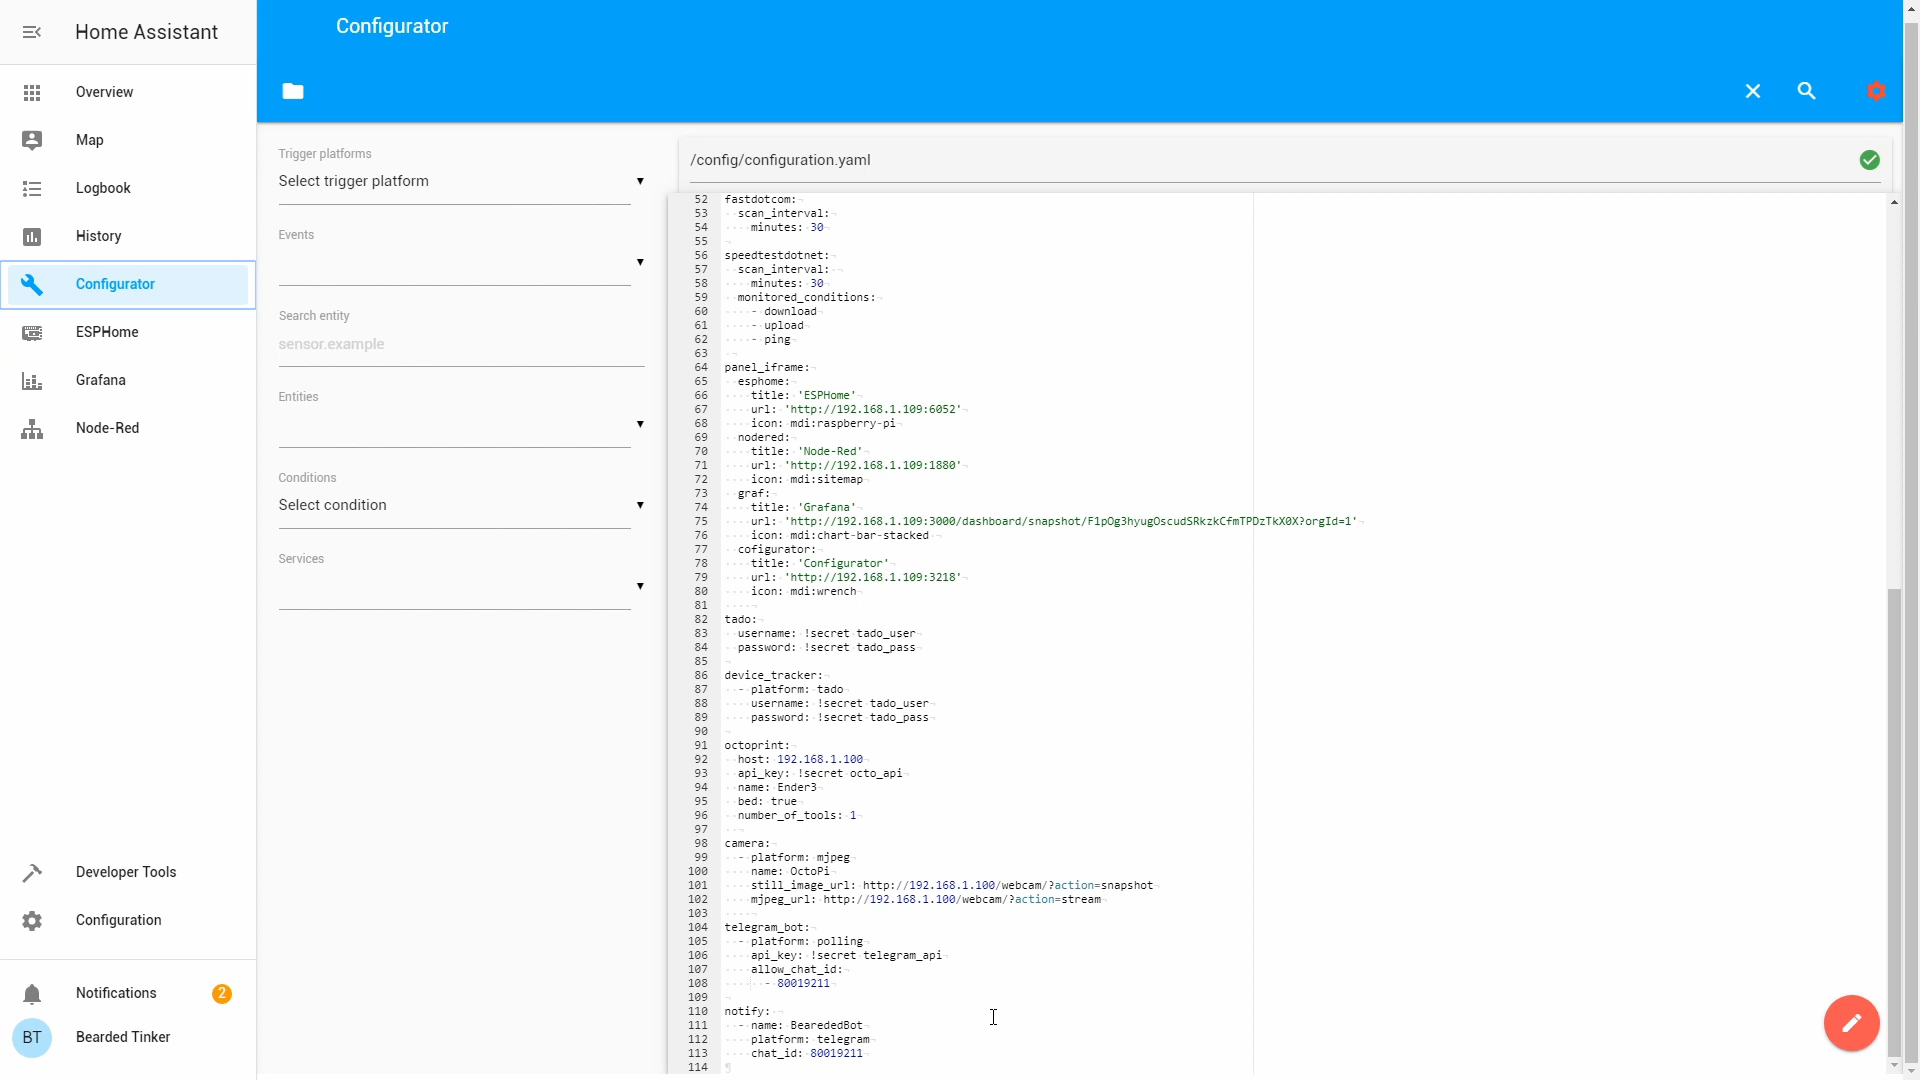 Home Assistant
Overview
Map
Logbook
History
Configurator
ESPHome
Grafana
Node-Red
Developer Tools
Configuration
Notifications 2
BT Bearded Tinker
Configurator
Trigger platforms
Select trigger platform
Events
Search entity
sensor.example
Entities
Conditions
Select condition
Services
/config/configuration.yaml
52 fastdotcom:
53   scan_interval:
54     minutes: 30
55
56 speedtestdotnet:
57   scan_interval:
58     minutes: 30
59   monitored_conditions:
60     - download
61     - upload
62     - ping
63
64 panel_iframe:
65   esphome:
66     title: 'ESPHome'
67     url: 'http://192.168.1.109:6052'
68     icon: mdi:raspberry-pi
69   nodered:
70     title: 'Node-Red'
71     url: 'http://192.168.1.109:1880'
72     icon: mdi:sitemap
73   graf:
74     title: 'Grafana'
75     url: 'http://192.168.1.109:3000/dashboard/snapshot/F1pOg3hyugOscudSRkzkCfmTPDzTkX0X?orgId=1'
76     icon: mdi:chart-bar-stacked
77   cofigurator:
78     title: 'Configurator'
79     url: 'http://192.168.1.109:3218'
80     icon: mdi:wrench
81
82 tado:
83   username: !secret tado_user
84   password: !secret tado_pass
85
86 device_tracker:
87   - platform: tado
88     username: !secret tado_user
89     password: !secret tado_pass
90
91 octoprint:
92   host: 192.168.1.100
93   api_key: !secret octo_api
94   name: Ender3
95   bed: true
96   number_of_tools: 1
97
98 camera:
99   - platform: mjpeg
100     name: OctoPi
101     still_image_url: http://192.168.1.100/webcam/?action=snapshot
102     mjpeg_url: http://192.168.1.100/webcam/?action=stream
103
104 telegram_bot:
105   - platform: polling
106     api_key: !secret telegram_api
107     allow_chat_id:
108       - 80019211
109
110 notify:
111   - name: BearededBot
112     platform: telegram
113     chat_id: 80019211
114